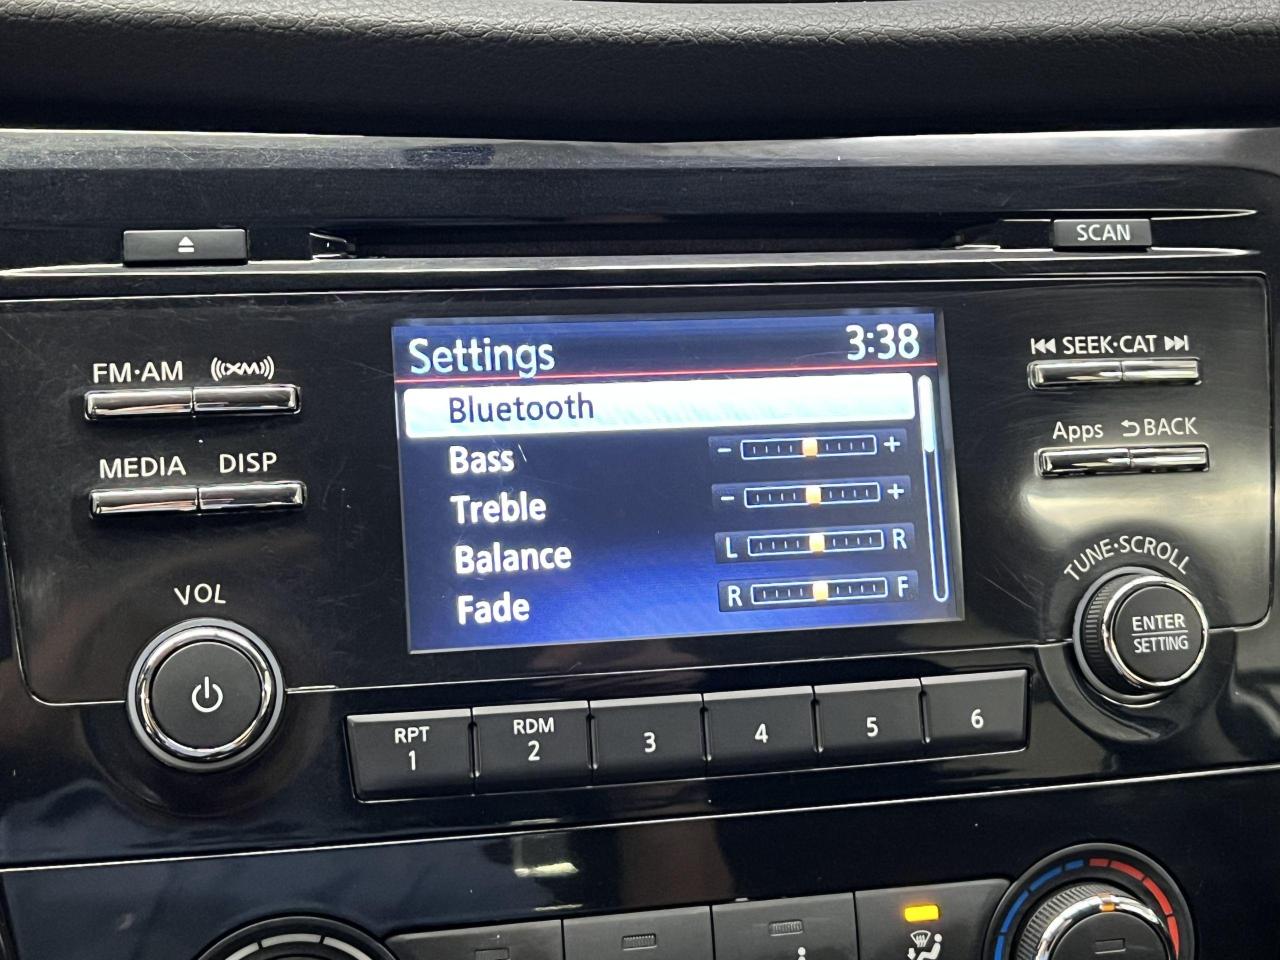 SCAN
FM·AM
((XM))
MEDIA
DISP
VOL
Settings 3:38
Bluetooth
Bass - +
Treble - +
Balance L R
Fade R F
SEEK·CAT
Apps
BACK
TUNE·SCROLL
ENTER
SETTING
RPT
1
RDM
2
3
4
5
6